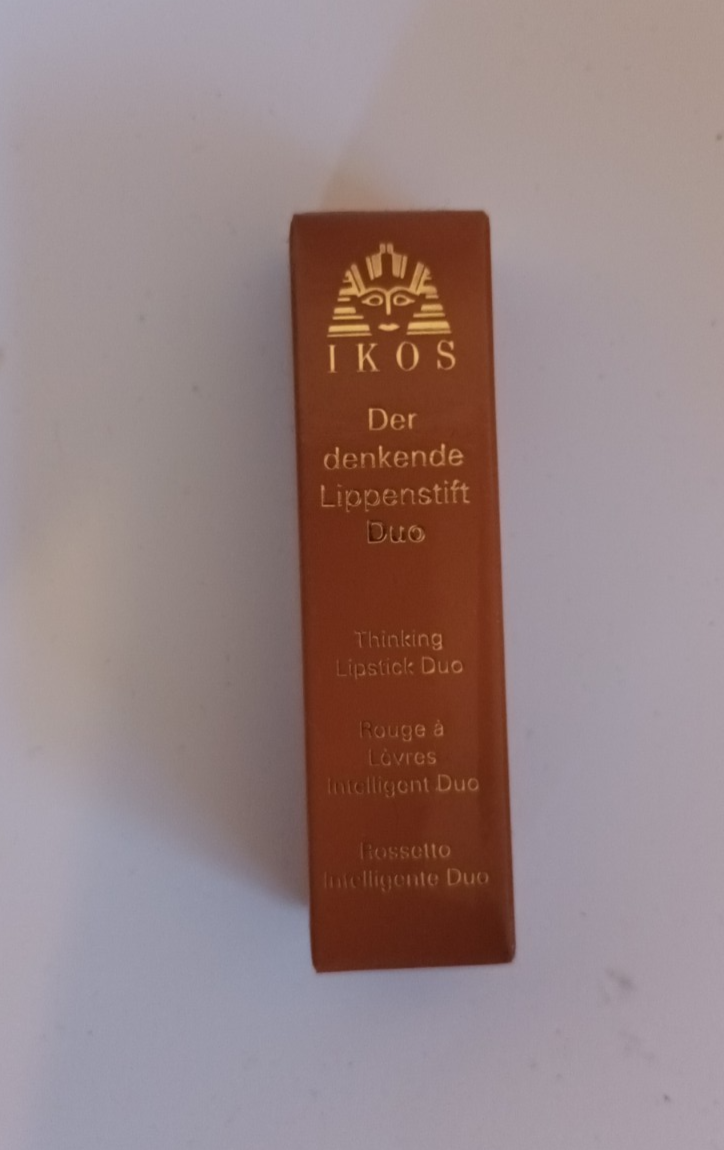 IKOS
Der
denkende
Lippenstift
Duo
Thinking
Lipstick Duo
Rouge à
Lèvres
Intelligent Duo
Rossetto
Intelligente Duo